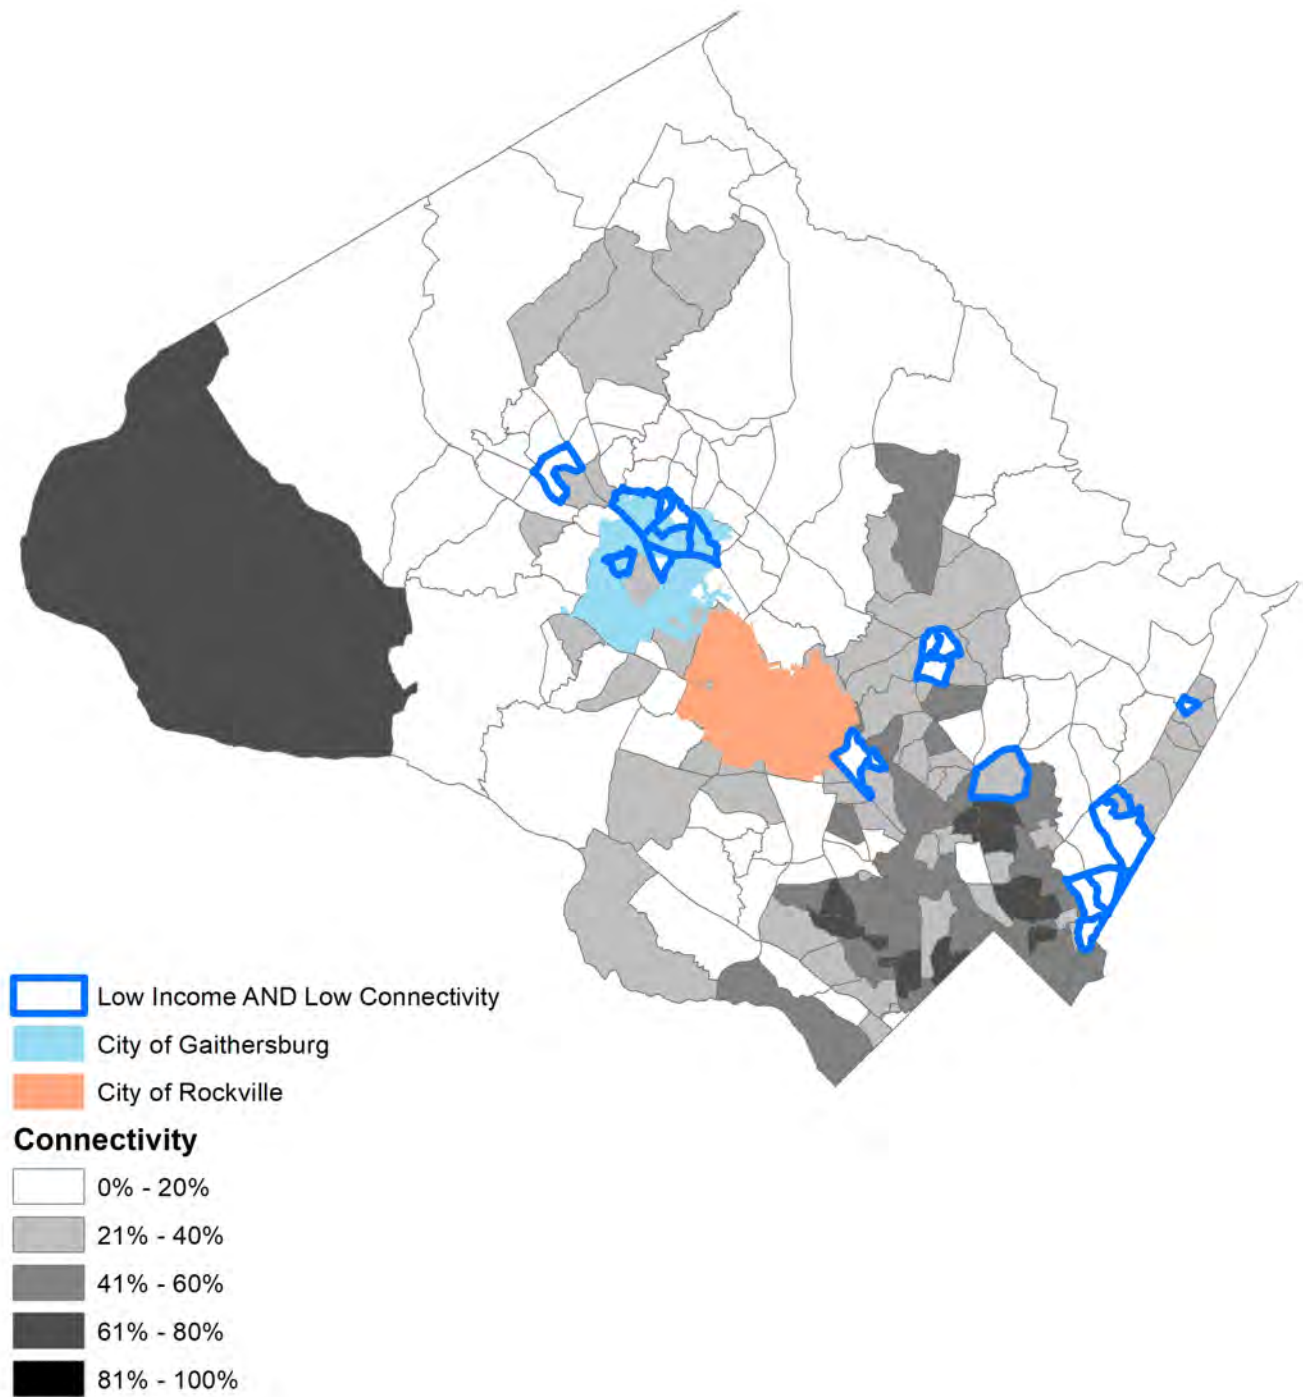 Low Income AND Low Connectivity
City of Gaithersburg
City of Rockville
Connectivity
0% - 20%
21% - 40%
41% - 60%
61% - 80%
81% - 100%